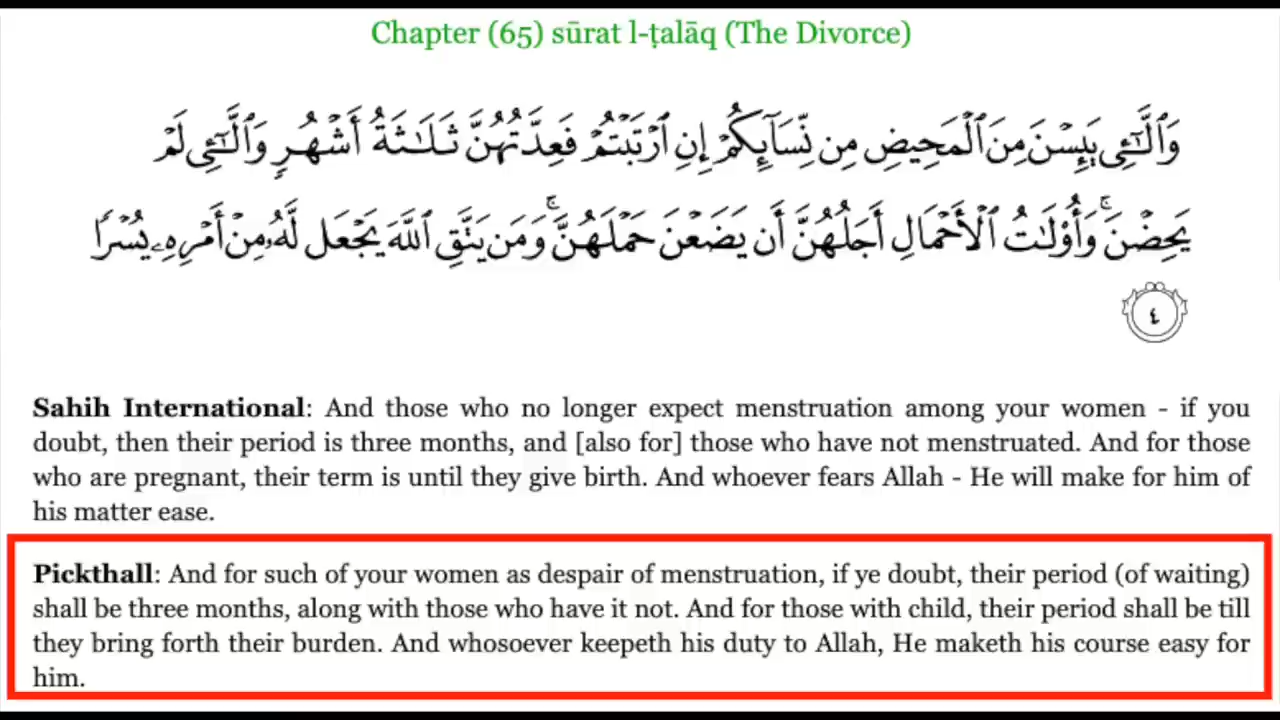 Chapter (65) sūrat l-ṭalāq (The Divorce)
وَٱلَّـٰٓـِٔى يَئِسْنَ مِنَ ٱلْمَحِيضِ مِن نِّسَآئِكُمْ إِنِ ٱرْتَبْتُمْ فَعِدَّتُهُنَّ ثَلَـٰثَةُ أَشْهُرٍ وَٱلَّـٰٓـِٔى لَمْ
يَحِضْنَ ۚ وَأُو۟لَـٰتُ ٱلْأَحْمَالِ أَجَلُهُنَّ أَن يَضَعْنَ حَمْلَهُنَّ ۚ وَمَن يَتَّقِ ٱللَّهَ يَجْعَل لَّهُۥ مِنْ أَمْرِهِۦ يُسْرًا
٤
Sahih International: And those who no longer expect menstruation among your women - if you
doubt, then their period is three months, and [also for] those who have not menstruated. And for those
who are pregnant, their term is until they give birth. And whoever fears Allah - He will make for him of
his matter ease.
Pickthall: And for such of your women as despair of menstruation, if ye doubt, their period (of waiting)
shall be three months, along with those who have it not. And for those with child, their period shall be till
they bring forth their burden. And whosoever keepeth his duty to Allah, He maketh his course easy for
him.